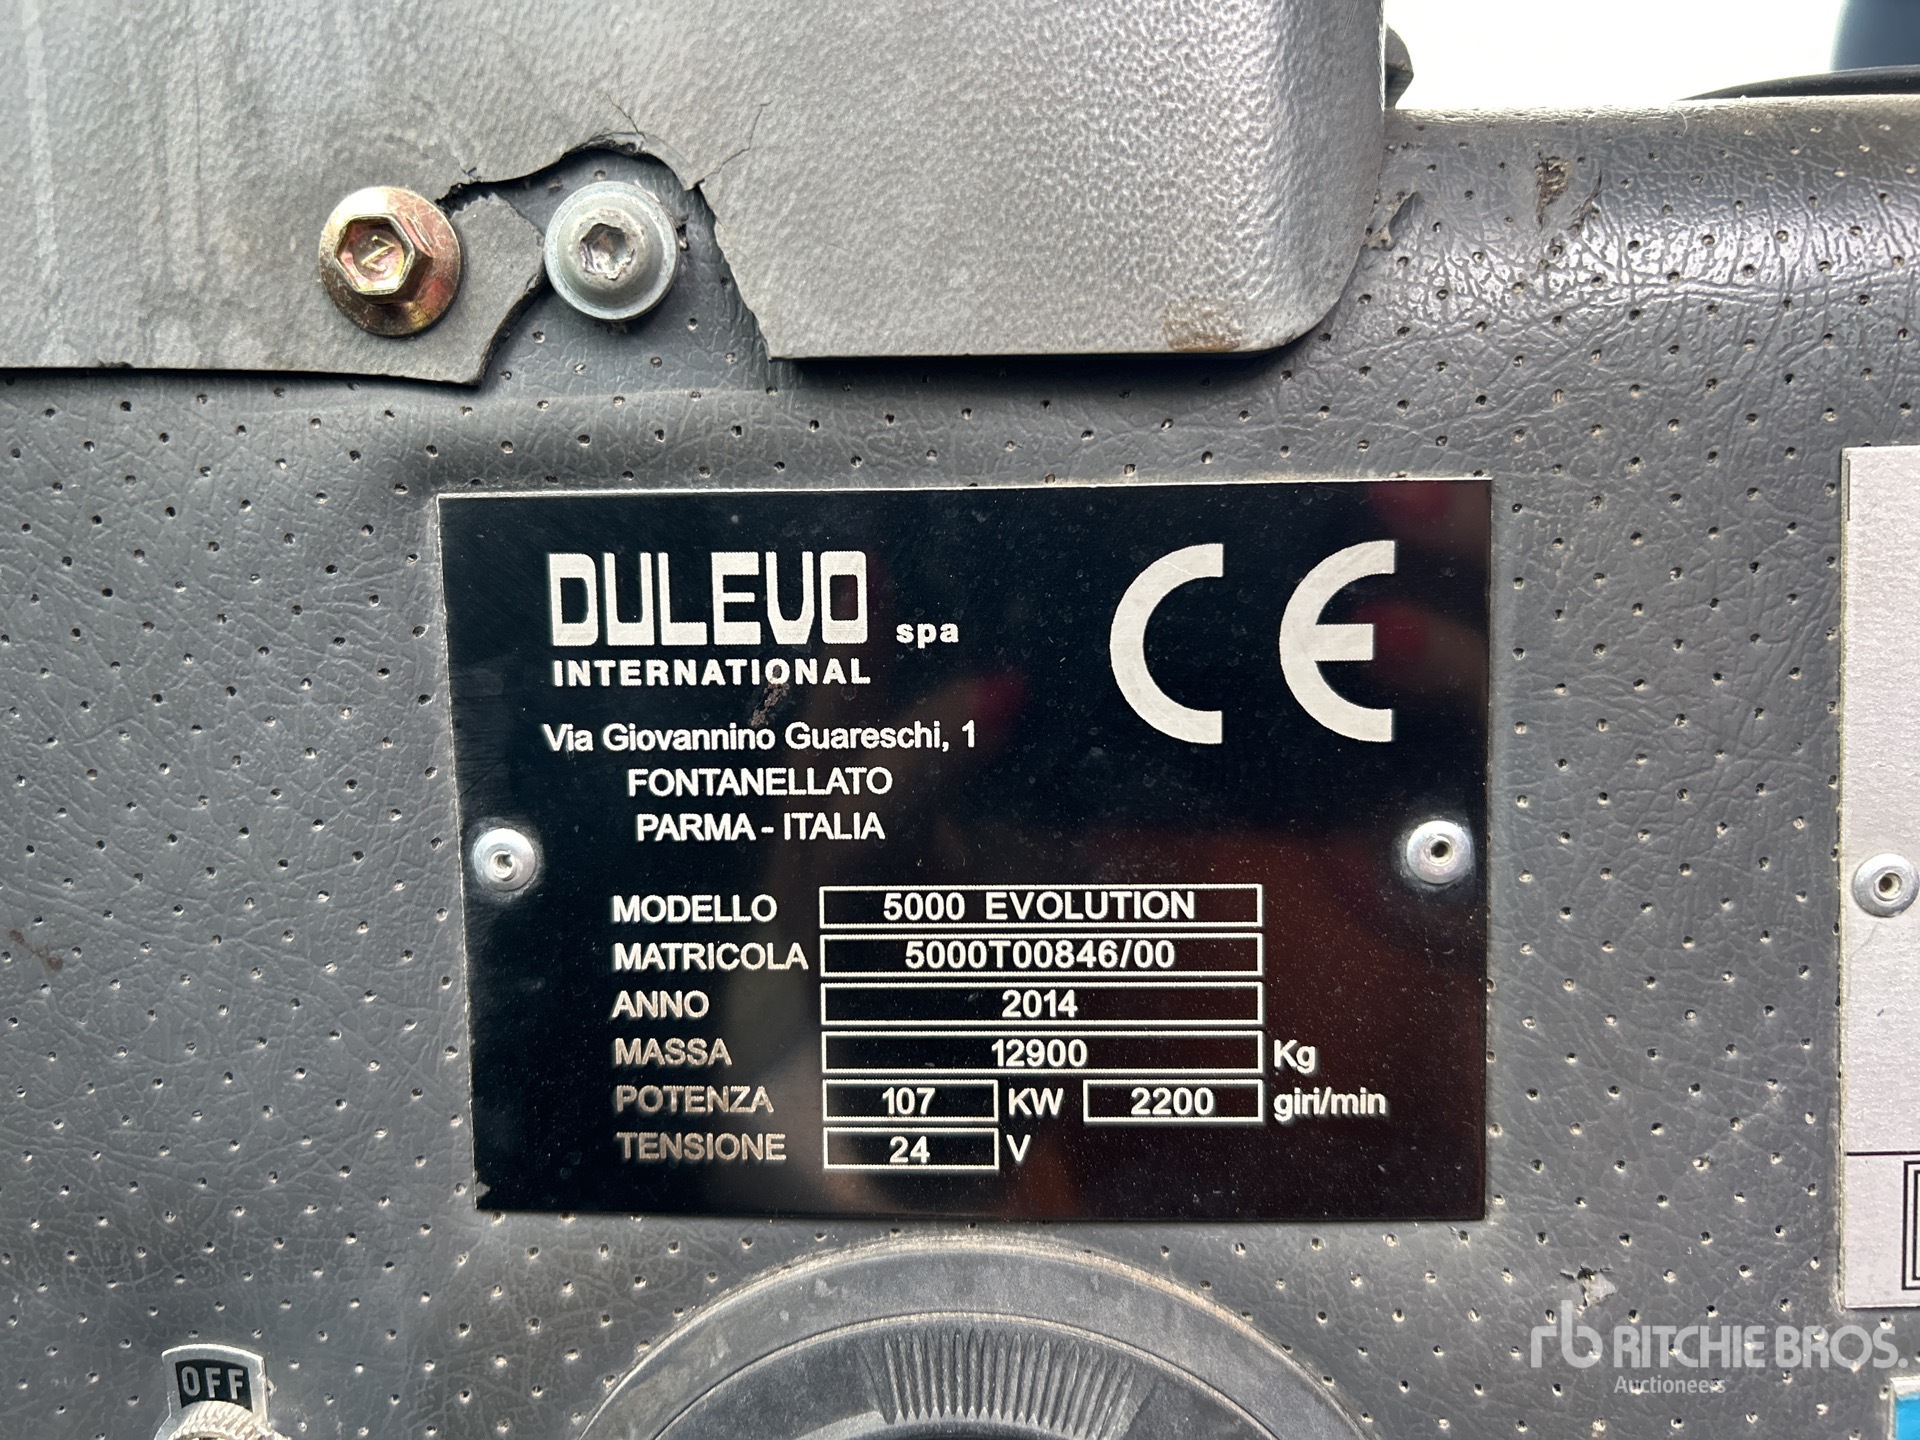 DULEVO spa
INTERNATIONAL
CE
Via Giovannino Guareschi, 1
FONTANELLATO
PARMA - ITALIA
MODELLO 5000 EVOLUTION
MATRICOLA 5000T00846/00
ANNO 2014
MASSA 12900 Kg
POTENZA 107 KW 2200 giri/min
TENSIONE 24 V
OFF
rb RITCHIE BROS.
Auctioneers